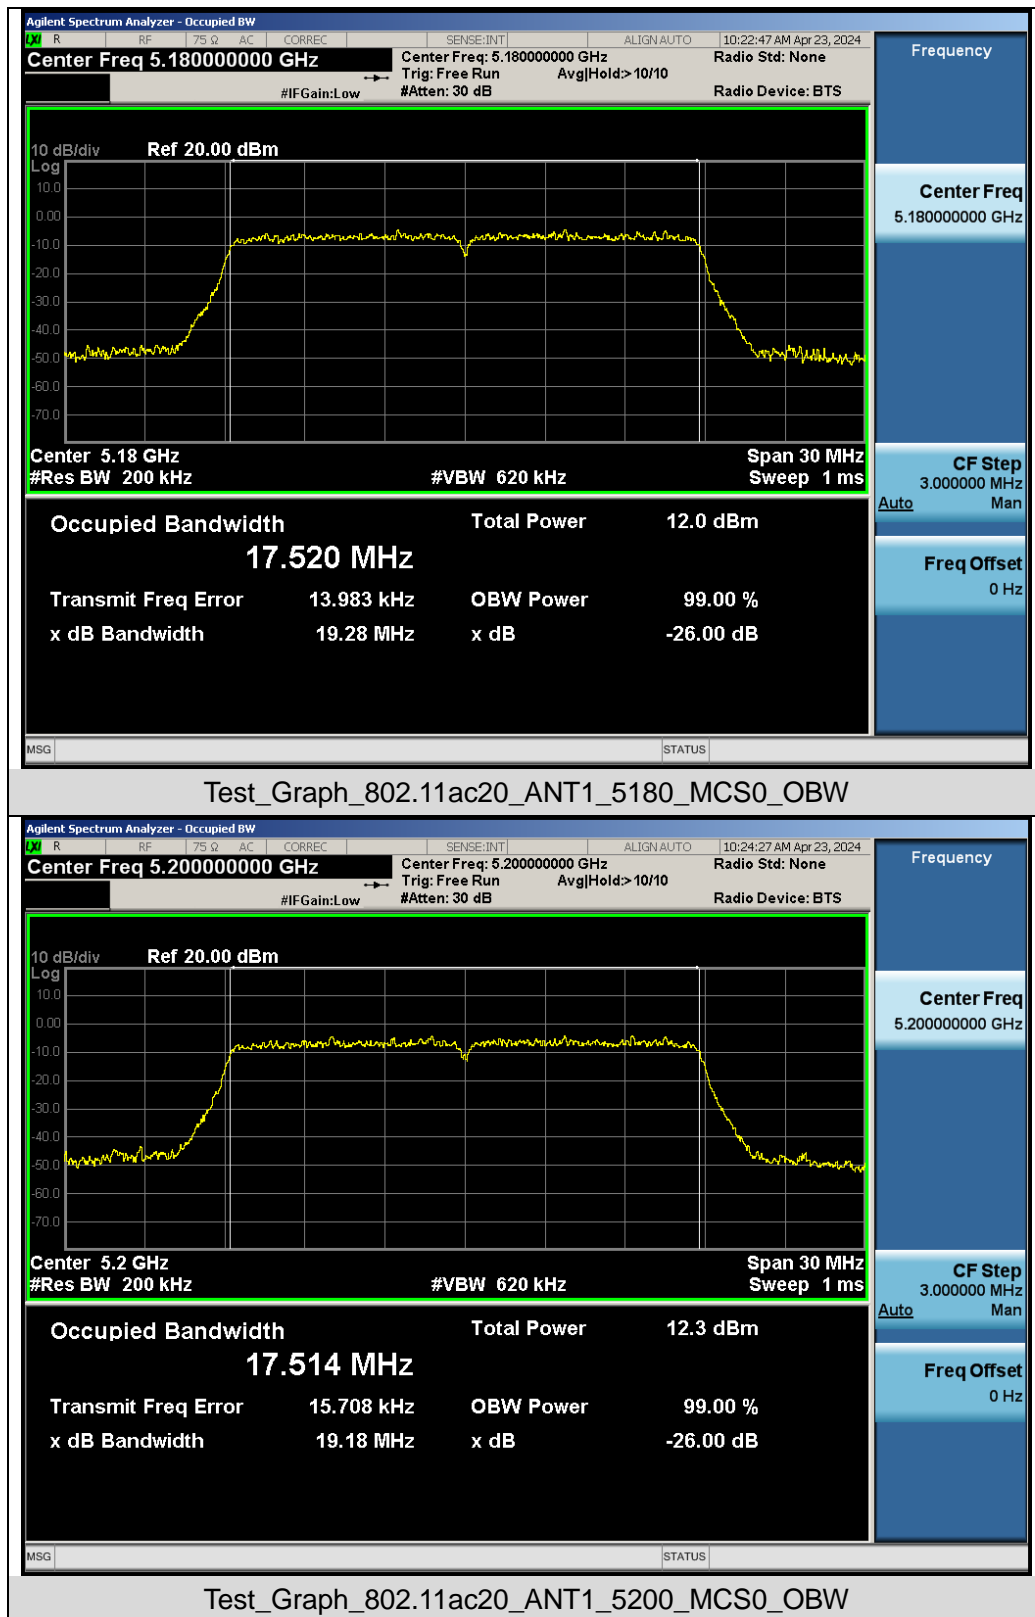 Agilent Spectrum Analyzer - Occupied BW
LXI R RF 75 Ω AC CORREC SENSE:INT ALIGN AUTO 10:22:47 AM Apr 23, 2024
Center Freq 5.180000000 GHz
Center Freq: 5.180000000 GHz
Radio Std: None
Trig: Free Run Avg|Hold:>10/10
#IFGain:Low
#Atten: 30 dB
Radio Device: BTS
Frequency
10 dB/div Ref 20.00 dBm
Log
10.0
0.00
-10.0
-20.0
-30.0
-40.0
-50.0
-60.0
-70.0
Center Freq
5.180000000 GHz
Center 5.18 GHz Span 30 MHz
#Res BW 200 kHz #VBW 620 kHz Sweep 1 ms
CF Step
3.000000 MHz
Auto Man
Occupied Bandwidth Total Power 12.0 dBm
17.520 MHz
Transmit Freq Error 13.983 kHz OBW Power 99.00 %
x dB Bandwidth 19.28 MHz x dB -26.00 dB
Freq Offset
0 Hz
MSG STATUS
Test_Graph_802.11ac20_ANT1_5180_MCS0_OBW
Agilent Spectrum Analyzer - Occupied BW
LXI R RF 75 Ω AC CORREC SENSE:INT ALIGN AUTO 10:24:27 AM Apr 23, 2024
Center Freq 5.200000000 GHz
Center Freq: 5.200000000 GHz
Radio Std: None
Trig: Free Run Avg|Hold:>10/10
#IFGain:Low
#Atten: 30 dB
Radio Device: BTS
Frequency
10 dB/div Ref 20.00 dBm
Log
10.0
0.00
-10.0
-20.0
-30.0
-40.0
-50.0
-60.0
-70.0
Center Freq
5.200000000 GHz
Center 5.2 GHz Span 30 MHz
#Res BW 200 kHz #VBW 620 kHz Sweep 1 ms
CF Step
3.000000 MHz
Auto Man
Occupied Bandwidth Total Power 12.3 dBm
17.514 MHz
Transmit Freq Error 15.708 kHz OBW Power 99.00 %
x dB Bandwidth 19.18 MHz x dB -26.00 dB
Freq Offset
0 Hz
MSG STATUS
Test_Graph_802.11ac20_ANT1_5200_MCS0_OBW